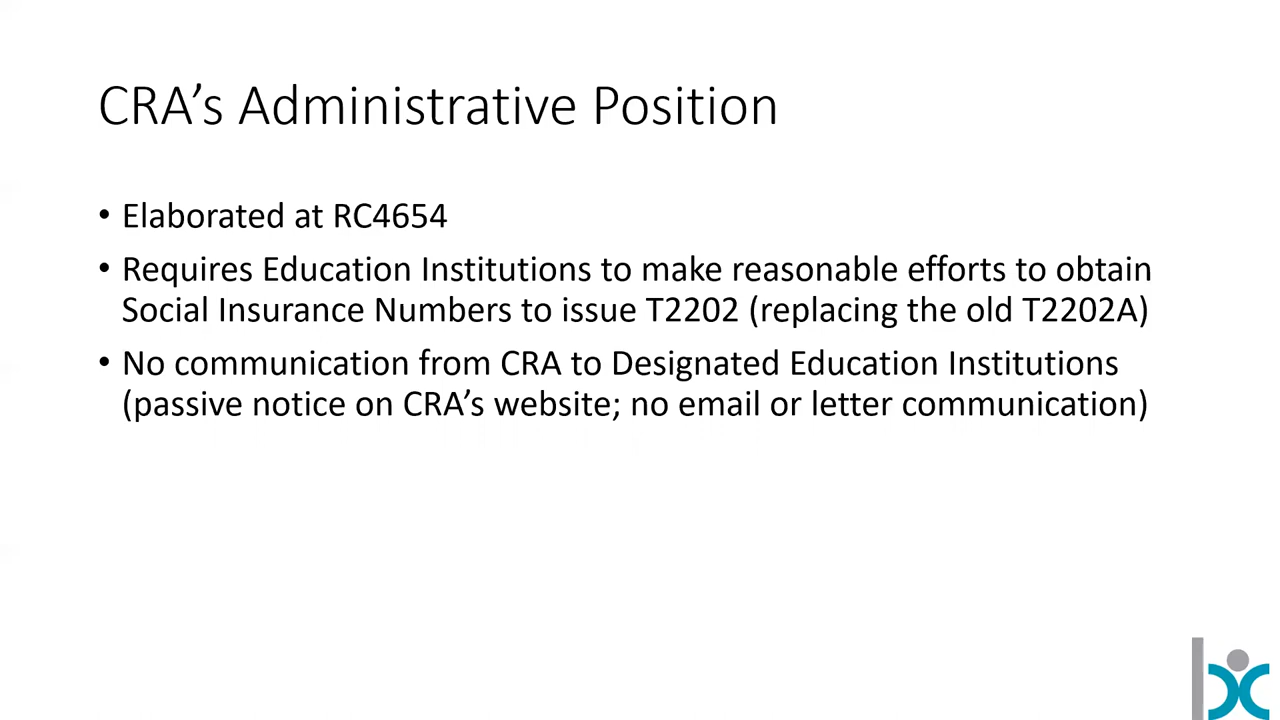 CRA’s Administrative Position
• Elaborated at RC4654
• Requires Education Institutions to make reasonable efforts to obtain
Social Insurance Numbers to issue T2202 (replacing the old T2202A)
• No communication from CRA to Designated Education Institutions
(passive notice on CRA’s website; no email or letter communication)